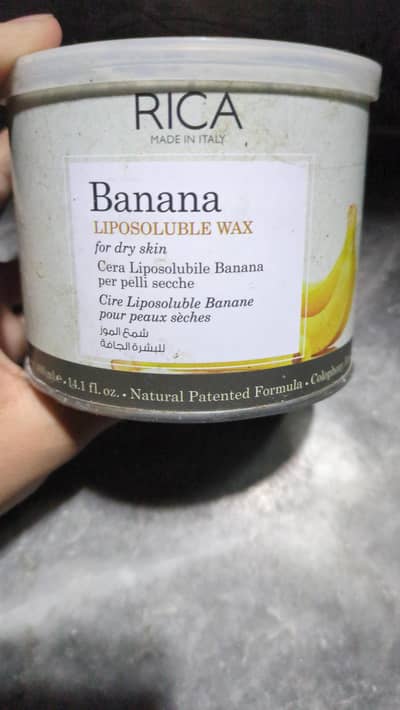 RICA
MADE IN ITALY
Banana
LIPOSOLUBLE WAX
for dry skin
Cera Liposolubile Banana
per pelli secche
Cire Liposoluble Banane
pour peaux sèches
شمع الموز
للبشرة الجافة
14.1 fl. oz. • Natural Patented Formula •